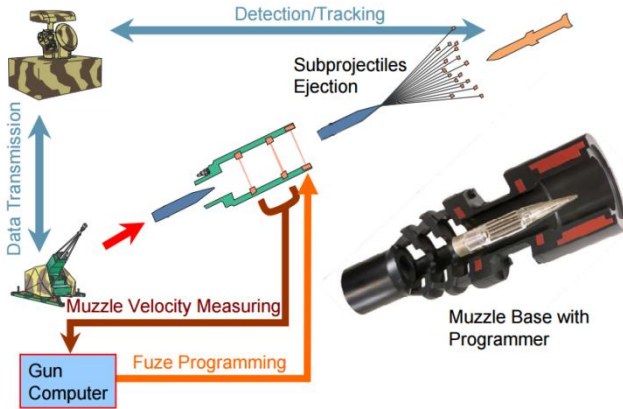 Detection/Tracking
Subprojectiles
Ejection
Data Transmission
Muzzle Velocity Measuring
Muzzle Base with
Programmer
Fuze Programming
Gun
Computer